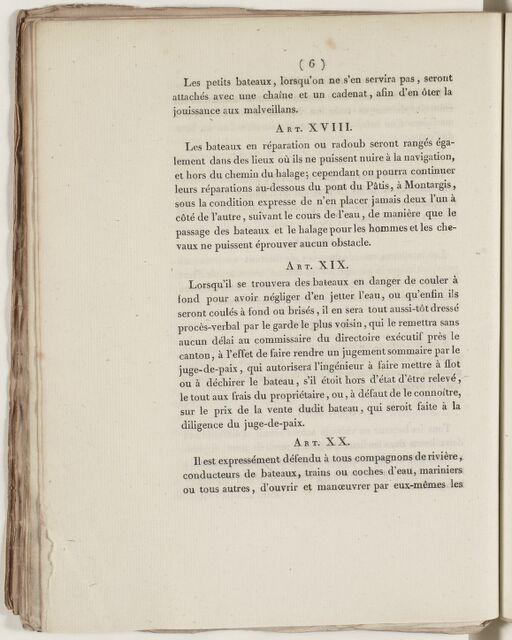 ( 6 )
Les petits bateaux, lorsqu'on ne s'en servira pas, seront
attachés avec une chaîne et un cadenat, afin d'en ôter la
jouissance aux malveillans.
ART. XVIII.
Les bateaux en réparation ou radoub seront rangés éga-
lement dans des lieux où ils ne puissent nuire à la navigation,
et hors du chemin du halage; cependant on pourra continuer
leurs réparations au-dessous du pont du Pâtis, à Montargis,
sous la condition expresse de n'en placer jamais deux l'un à
côté de l'autre, suivant le cours de l'eau, de manière que le
passage des bateaux et le halage pour les hommes et les che-
vaux ne puissent éprouver aucun obstacle.
ART. XIX.
Lorsqu'il se trouvera des bateaux en danger de couler à
fond pour avoir négliger d'en jetter l'eau, ou qu'enfin ils
seront coulés à fond ou brisés, il en sera tout aussi-tôt dressé
procès-verbal par le garde le plus voisin, qui le remettra sans
aucun délai au commissaire du directoire exécutif près le
canton, à l'effet de faire rendre un jugement sommaire par le
juge-de-paix, qui autorisera l'ingénieur à faire mettre à flot
ou à déchirer le bateau, s'il étoit hors d'état d'être relevé,
le tout aux frais du propriétaire, ou, à défaut de le connoître,
sur le prix de la vente dudit bateau, qui seroit faite à la
diligence du juge-de-paix.
ART. XX.
Il est expressément défendu à tous compagnons de rivière,
conducteurs de bateaux, trains ou coches d'eau, mariniers
ou tous autres, d'ouvrir et manœuvrer par eux-mêmes les